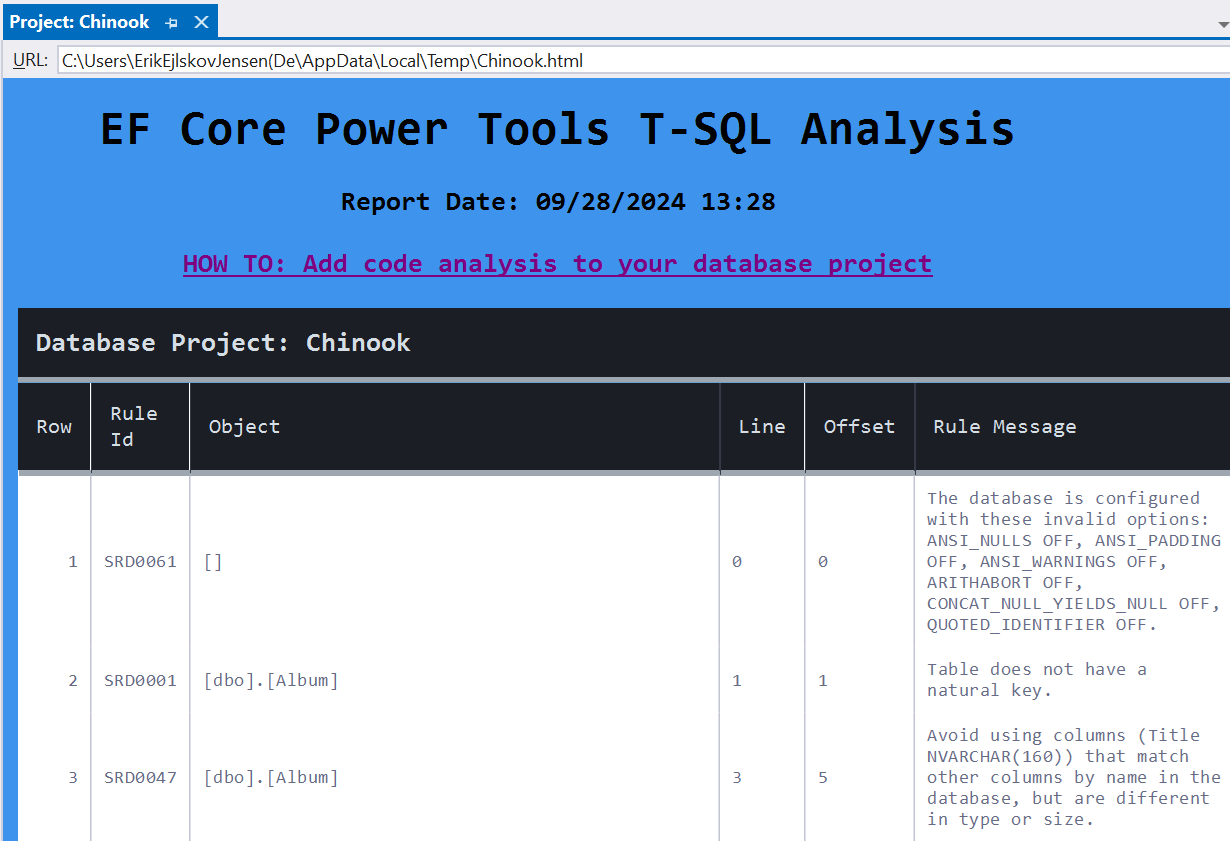 Project: Chinook
URL: C:\Users\ErikEjlskovJensen(De\AppData\Local\Temp\Chinook.html
EF Core Power Tools T-SQL Analysis
Report Date: 09/28/2024 13:28
HOW TO: Add code analysis to your database project
Database Project: Chinook
Row Rule Id Object Line Offset Rule Message
1 SRD0061 [] 0 0 The database is configured
with these invalid options:
ANSI_NULLS OFF, ANSI_PADDING
OFF, ANSI_WARNINGS OFF,
ARITHABORT OFF,
CONCAT_NULL_YIELDS_NULL OFF,
QUOTED_IDENTIFIER OFF.
2 SRD0001 [dbo].[Album] 1 1 Table does not have a
natural key.
3 SRD0047 [dbo].[Album] 3 5 Avoid using columns (Title
NVARCHAR(160)) that match
other columns by name in the
database, but are different
in type or size.